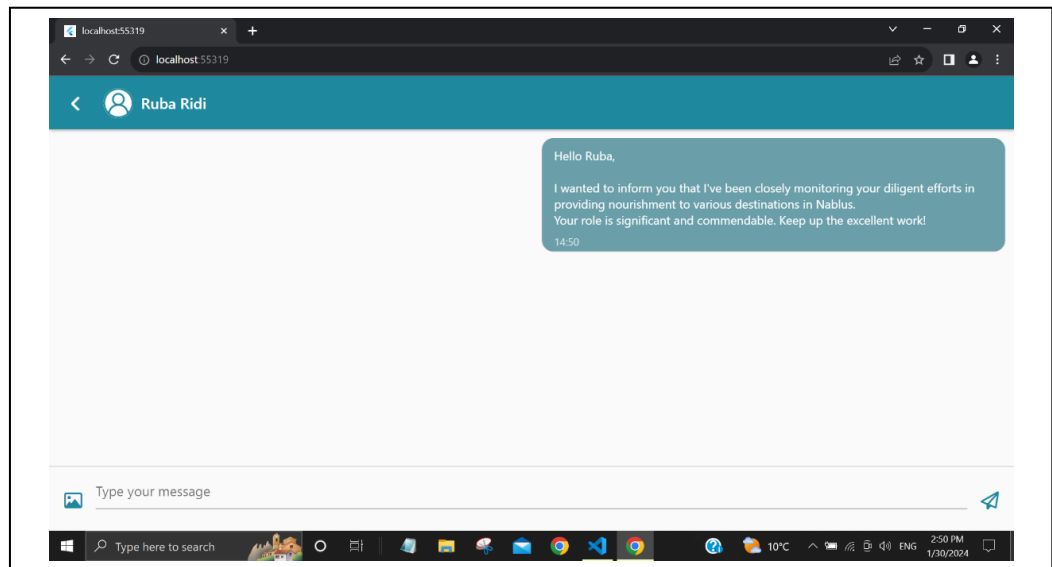 localhost:55319
localhost:55319
Ruba Ridi
Hello Ruba,
I wanted to inform you that I've been closely monitoring your diligent efforts in
providing nourishment to various destinations in Nablus.
Your role is significant and commendable. Keep up the excellent work!
14:50
Type your message
Type here to search
10°C
ENG
2:50 PM
1/30/2024